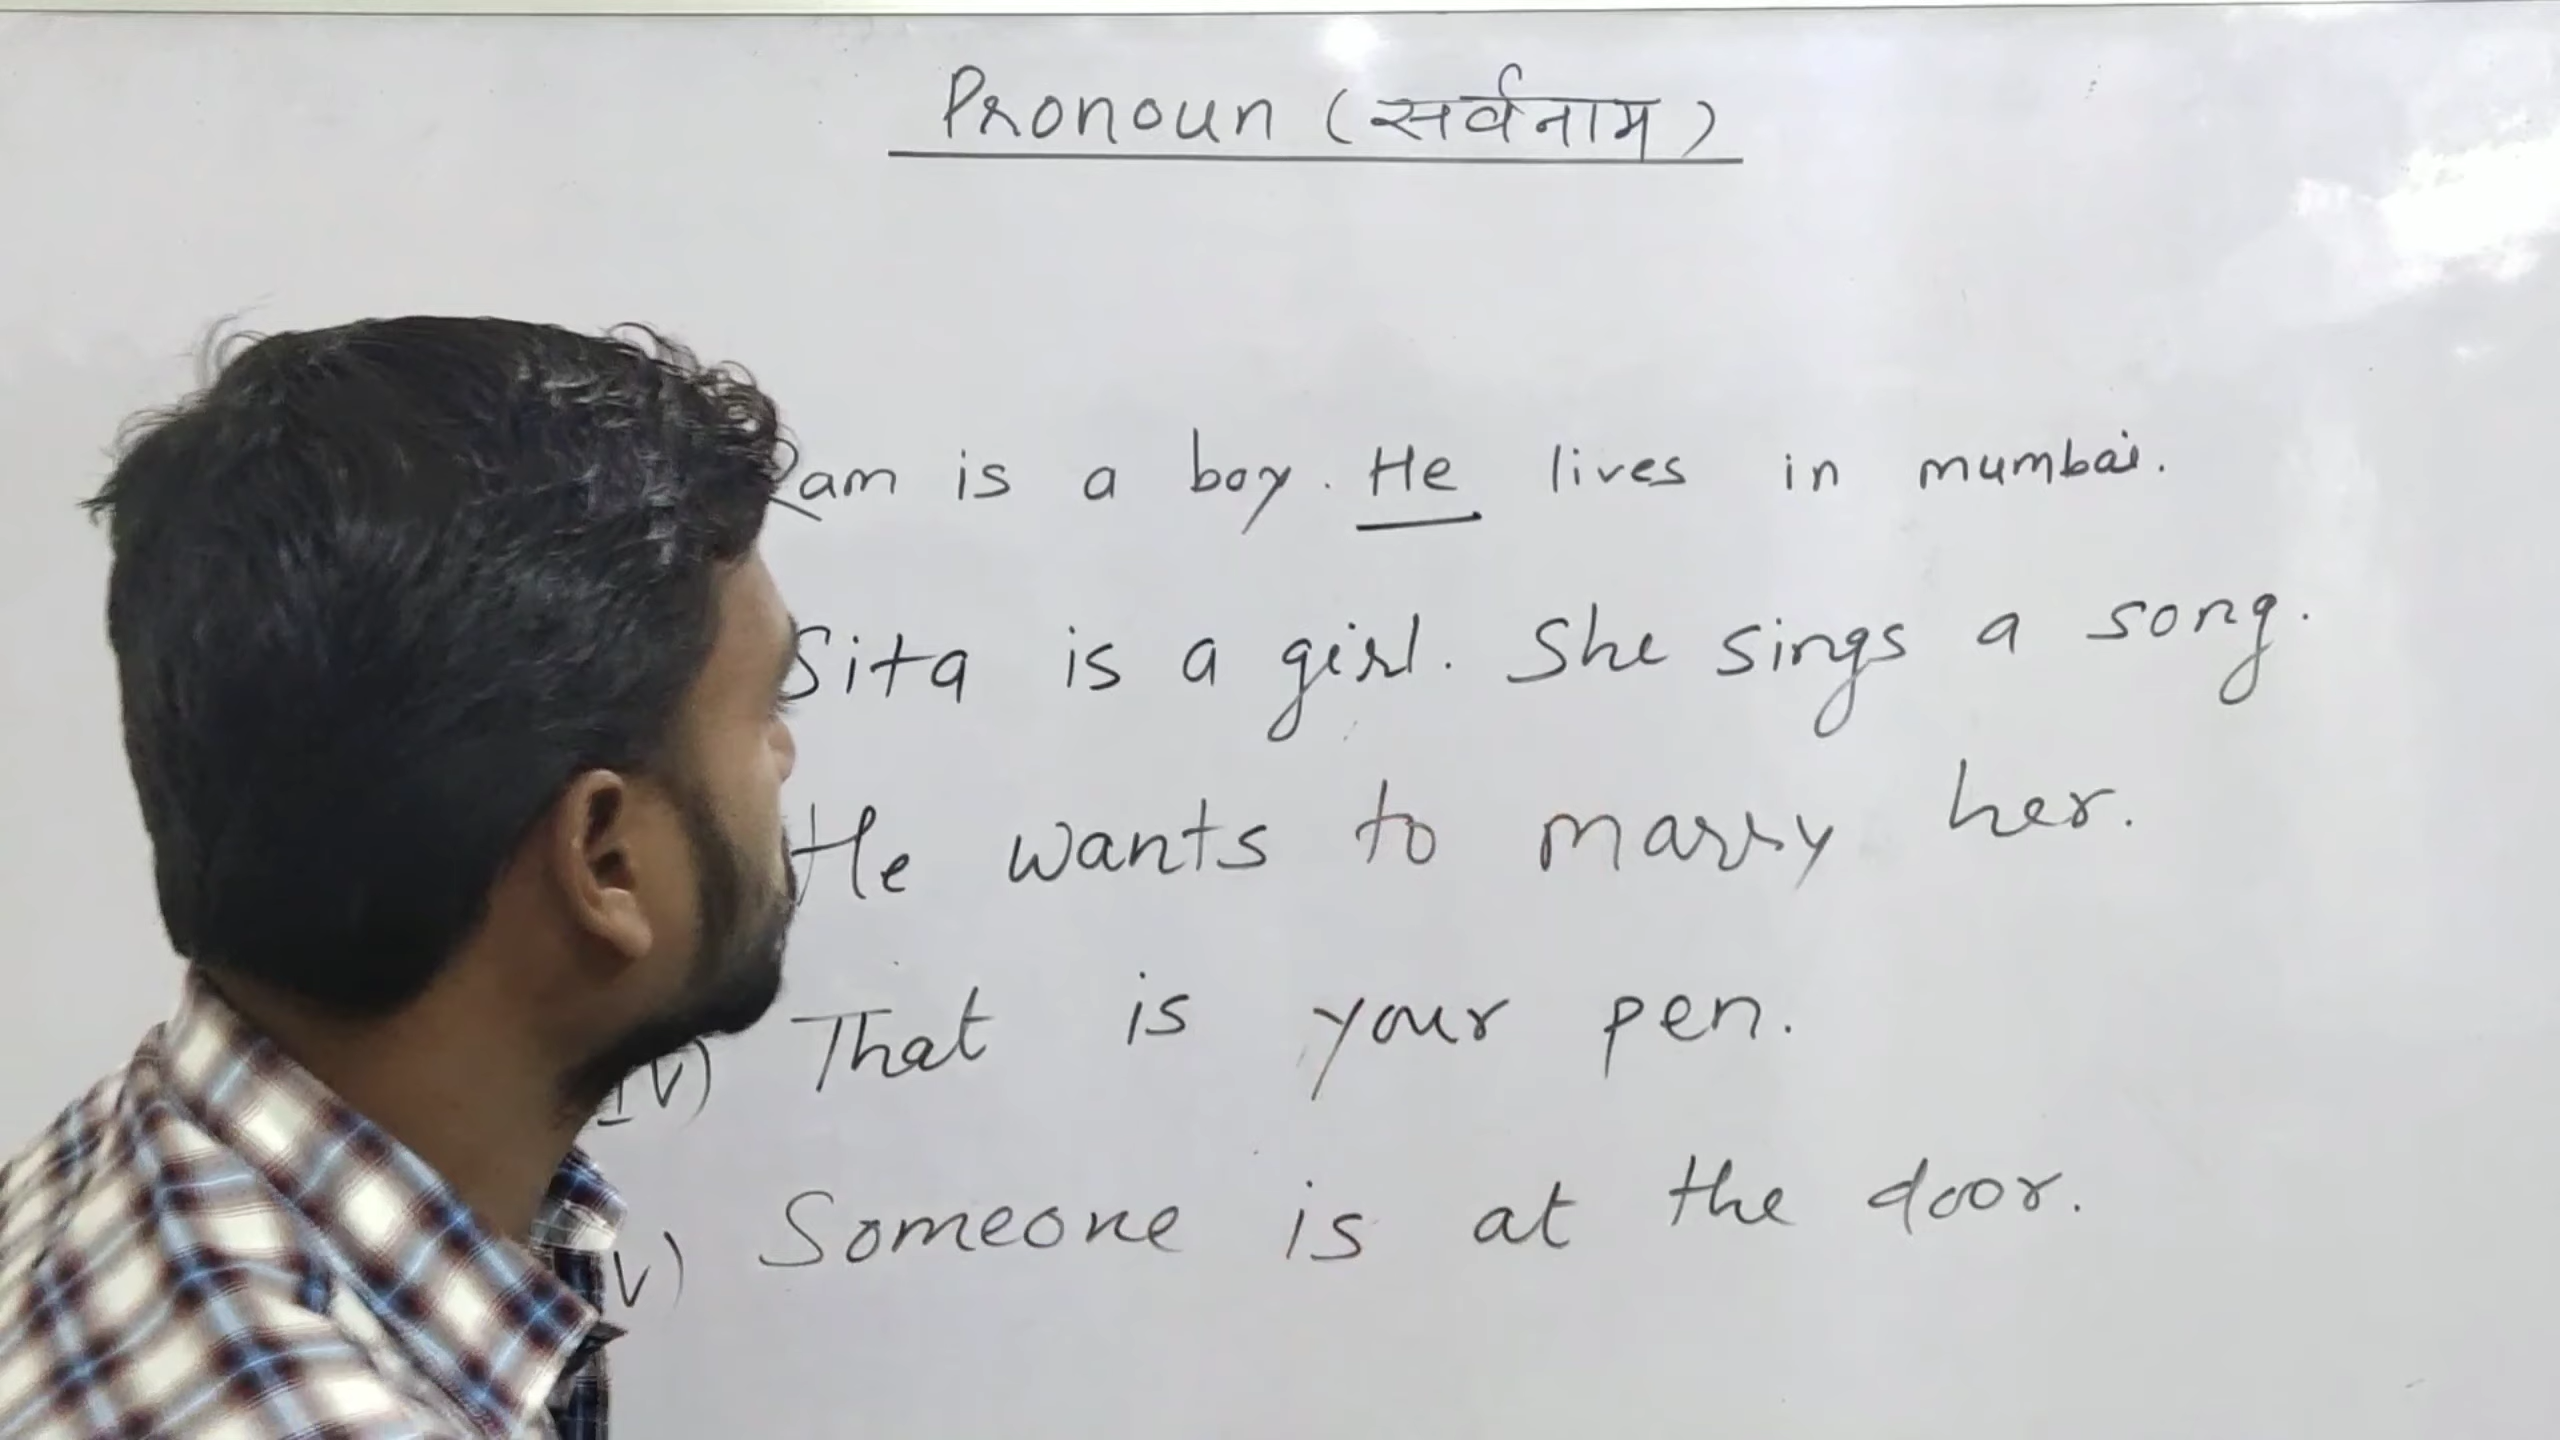 Pronoun (सर्वनाम)
Ram is a boy. He lives in mumbai.
Sita is a girl. She sings a song.
He wants to marry her.
IV) That is your pen.
V) Someone is at the door.